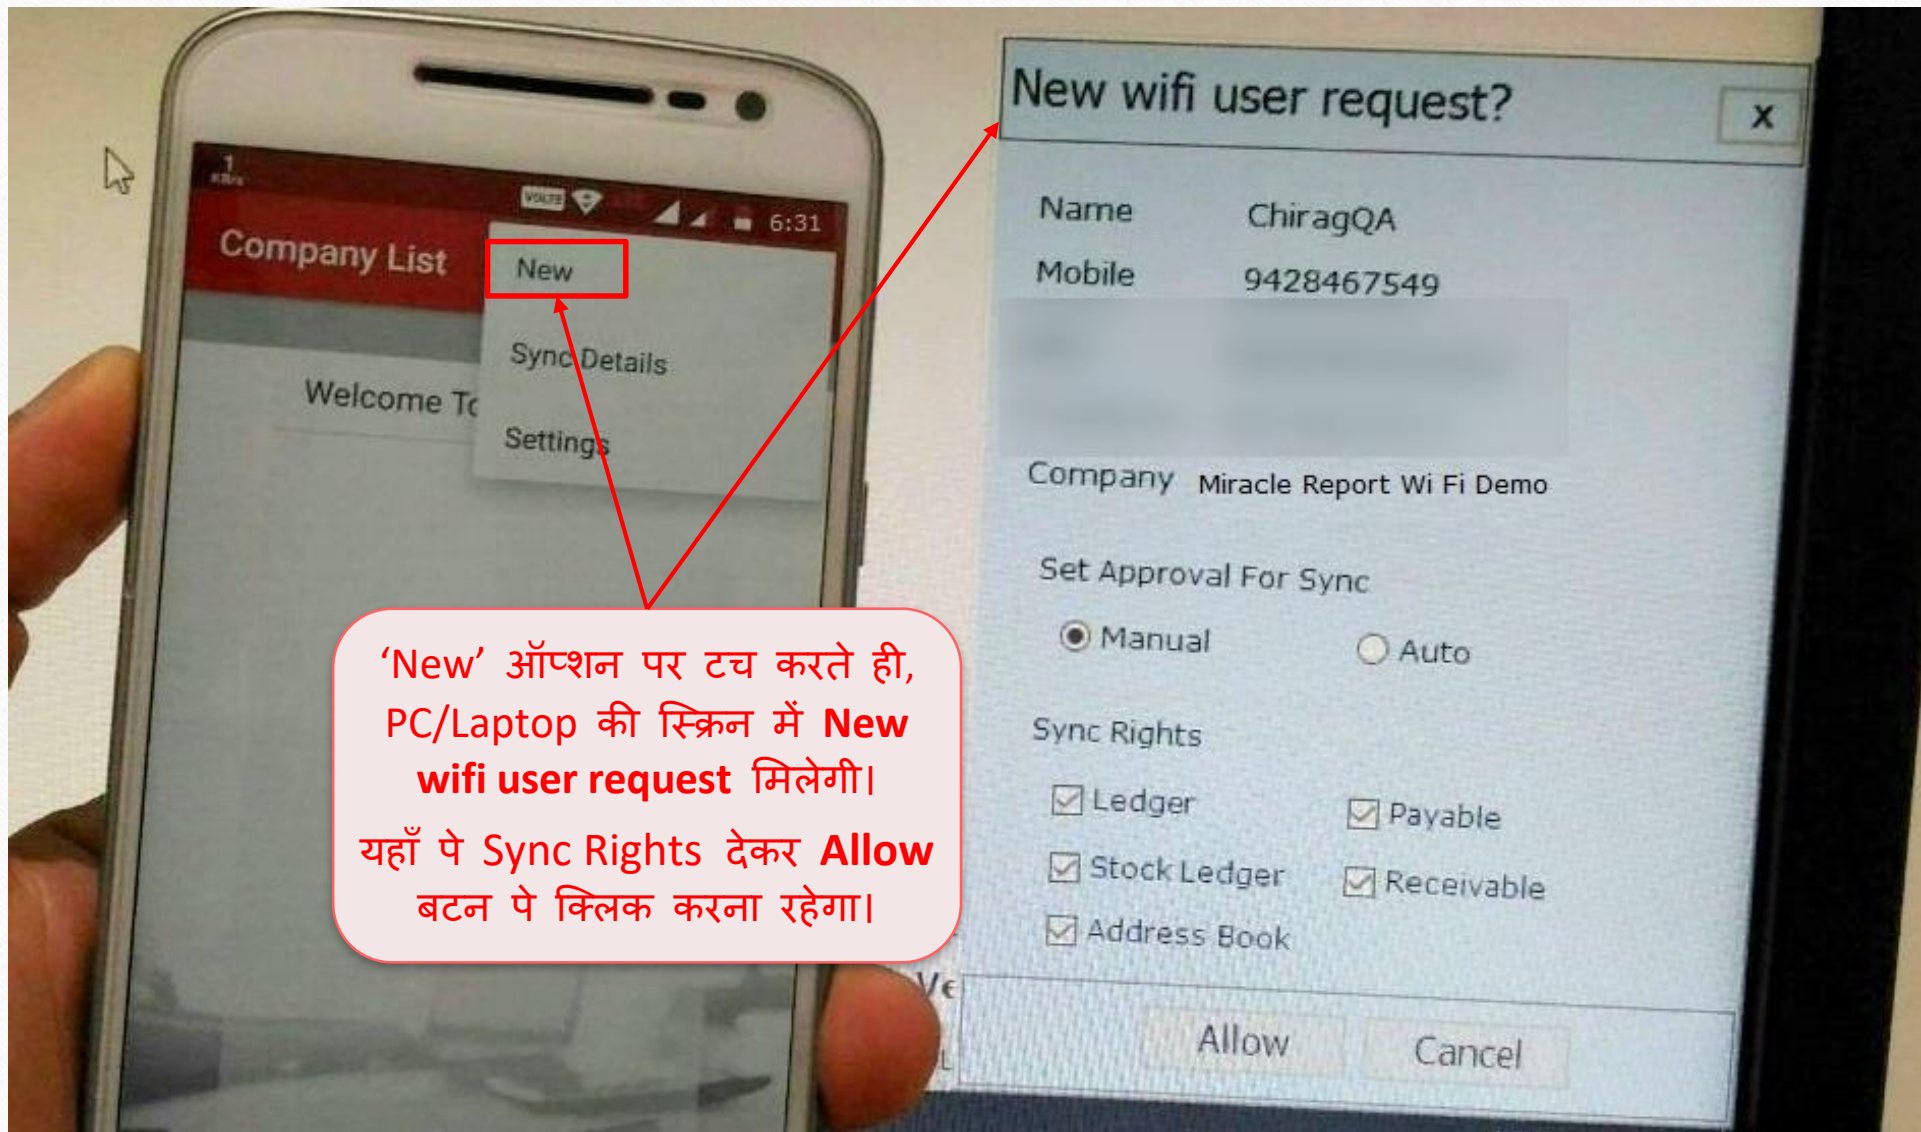 1
KB/s
VOLTE
6:31
Company List
New
Sync Details
Settings
Welcome To
New wifi user request?
x
Name ChiragQA
Mobile 9428467549
Company Miracle Report Wi Fi Demo
Set Approval For Sync
Manual Auto
Sync Rights
Ledger Payable
Stock Ledger Receivable
Address Book
Allow Cancel
‘New’ ऑप्शन पर टच करते ही,
PC/Laptop की स्क्रिन में New
wifi user request मिलेगी।
यहाँ पे Sync Rights देकर Allow
बटन पे क्लिक करना रहेगा।